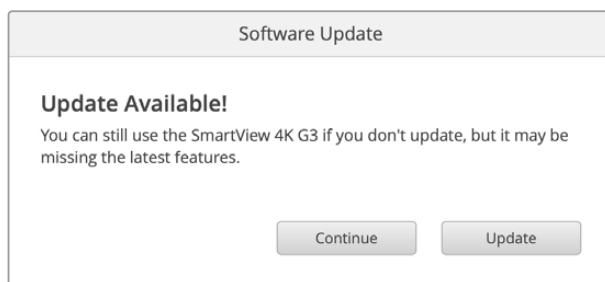 Software Update
Update Available!
You can still use the SmartView 4K G3 if you don't update, but it may be
missing the latest features.
Continue
Update